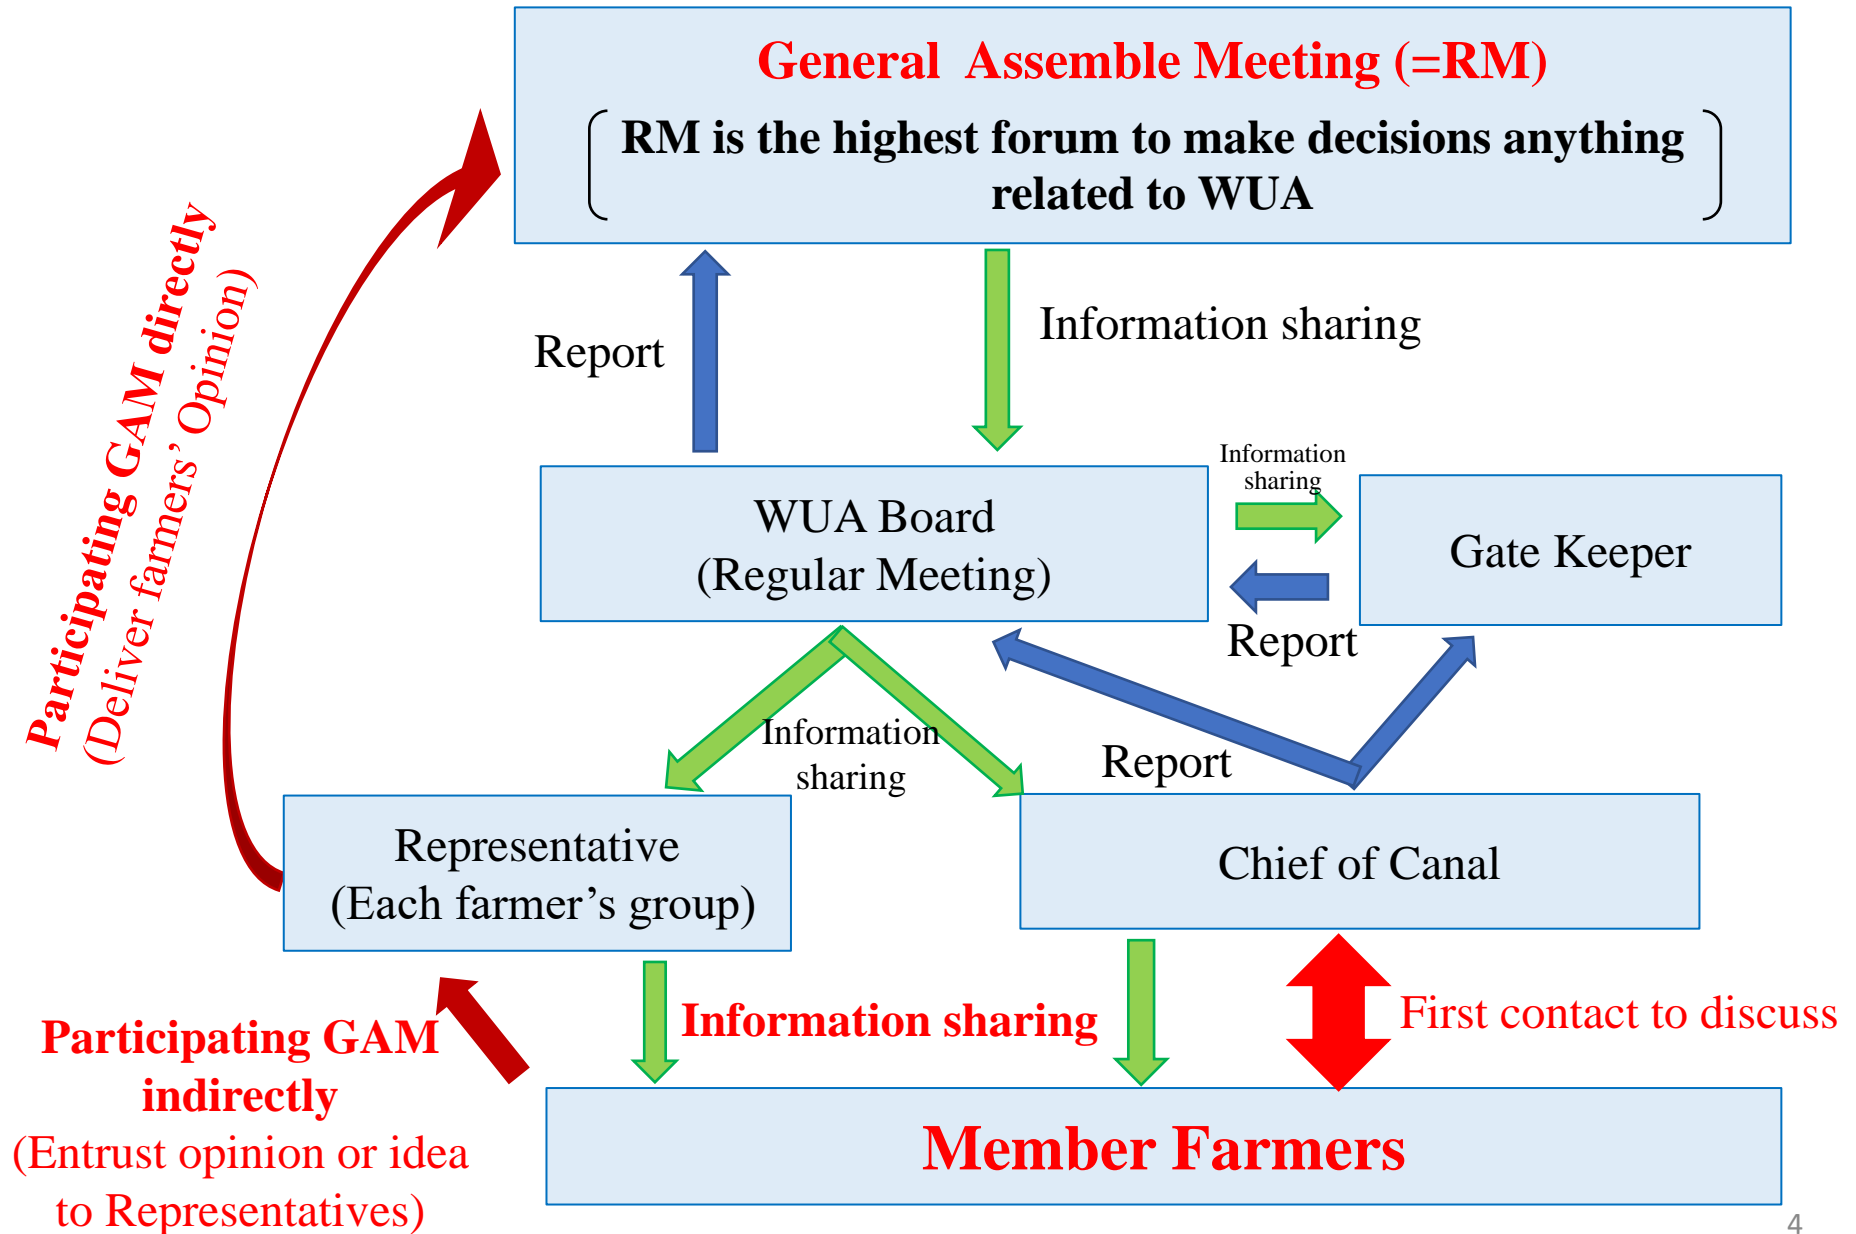 General  Assemble Meeting (=RM)
RM is the highest forum to make decisions anything
related to WUA
Participating GAM directly
(Deliver farmers’ Opinion)
Report
Information sharing
Information
sharing
WUA Board
(Regular Meeting)
Gate Keeper
Report
Information
sharing
Report
Representative
(Each farmer’s group)
Chief of Canal
Participating GAM
indirectly
(Entrust opinion or idea
to Representatives)
Information sharing
First contact to discuss
Member Farmers
4